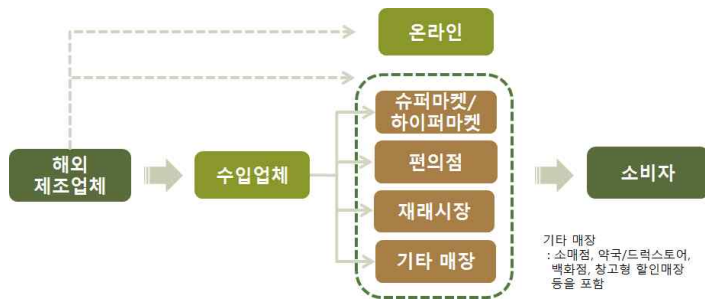 온라인
슈퍼마켓/
하이퍼마켓
해외
제조업체
수입업체
편의점
소비자
재래시장
기타 매장
기타 매장
: 소매점, 약국/드럭스토어,
백화점, 창고형 할인매장
등을 포함